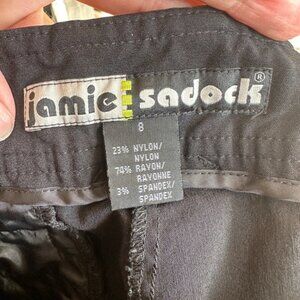 jamie sadock®
8
23% NYLON/
NYLON
74% RAYON/
RAYONNE
3% SPANDEX/
SPANDEX